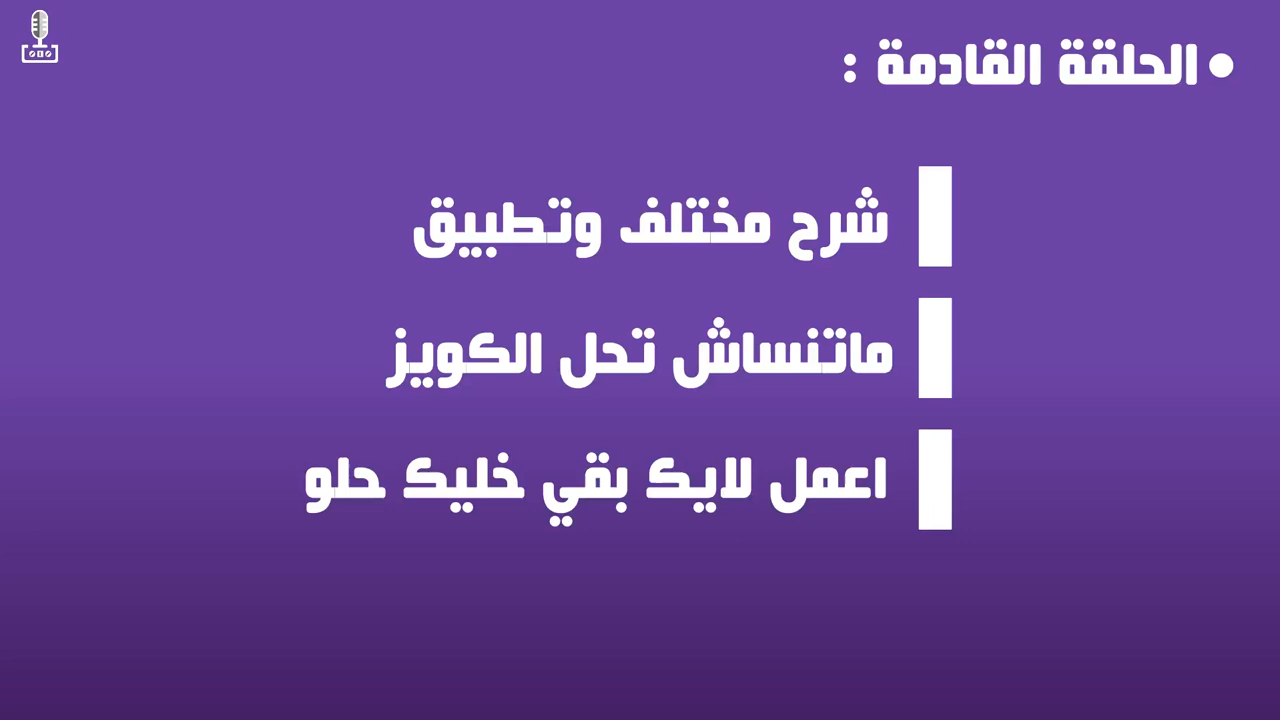 • الحلقة القادمة :
شرح مختلف وتطبيق
ماتنساش تحل الكويز
اعمل لايك بقي خليك حلو